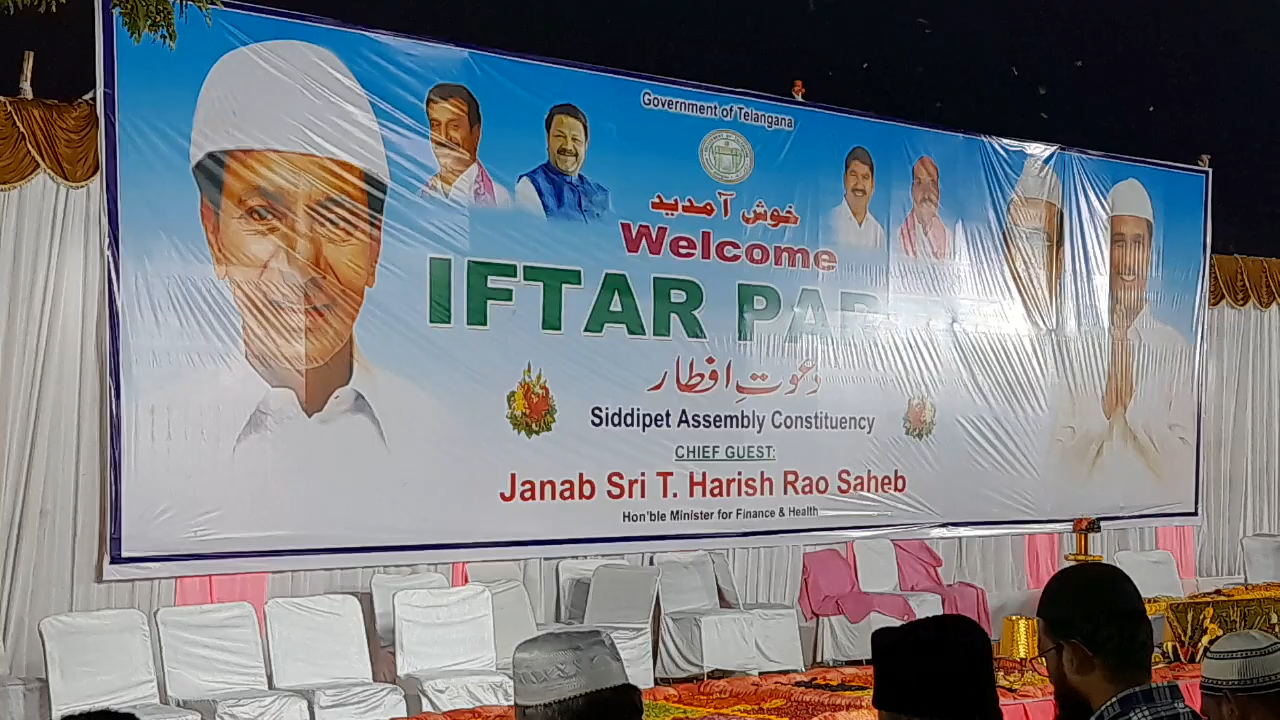 Government of Telangana
خوش آمدید
Welcome
IFTAR
دعوتِ افطار
Siddipet Assembly Constituency
CHIEF GUEST:
Janab Sri T. Harish Rao Saheb
Hon'ble Minister for Finance & Health